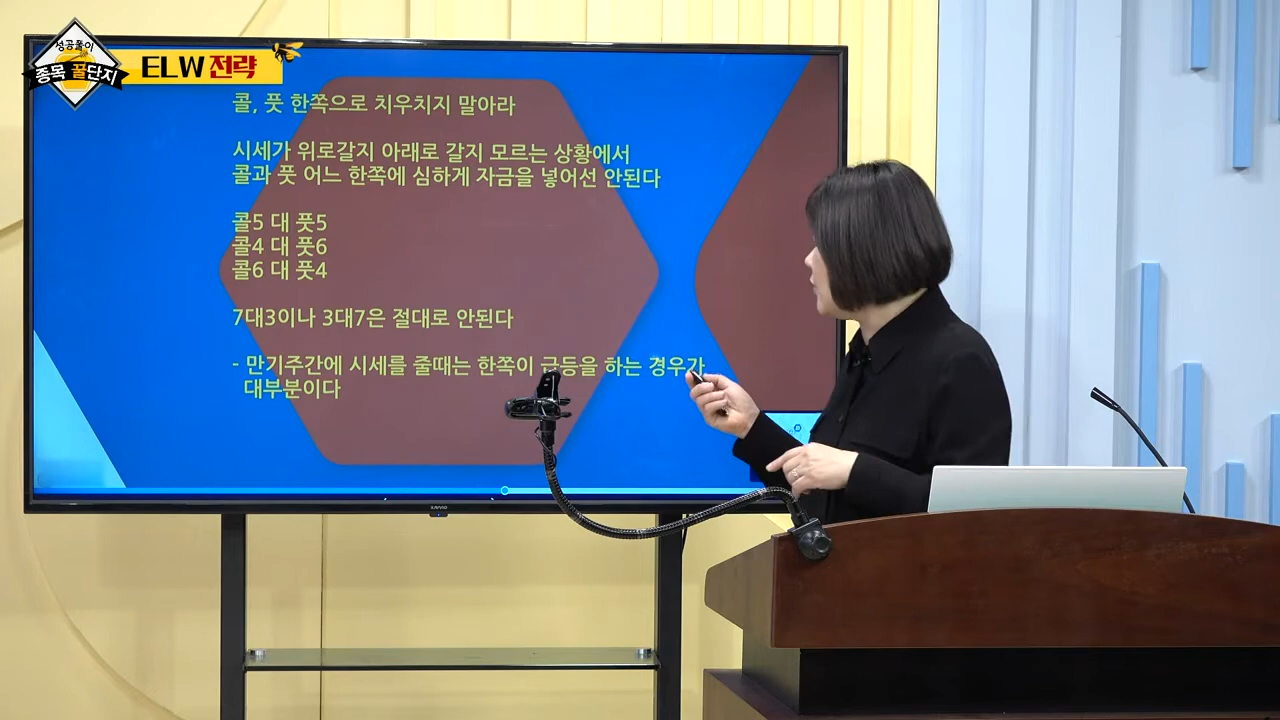 성공풀이
종목 꿀단지
ELW전략
콜, 풋 한쪽으로 치우치지 말아라
시세가 위로갈지 아래로 갈지 모르는 상황에서
콜과 풋 어느 한쪽에 심하게 자금을 넣어선 안된다
콜5 대 풋5
콜4 대 풋6
콜6 대 풋4
7대3이나 3대7은 절대로 안된다
- 만기주간에 시세를 줄때는 한쪽이 급등을 하는 경우가
대부분이다